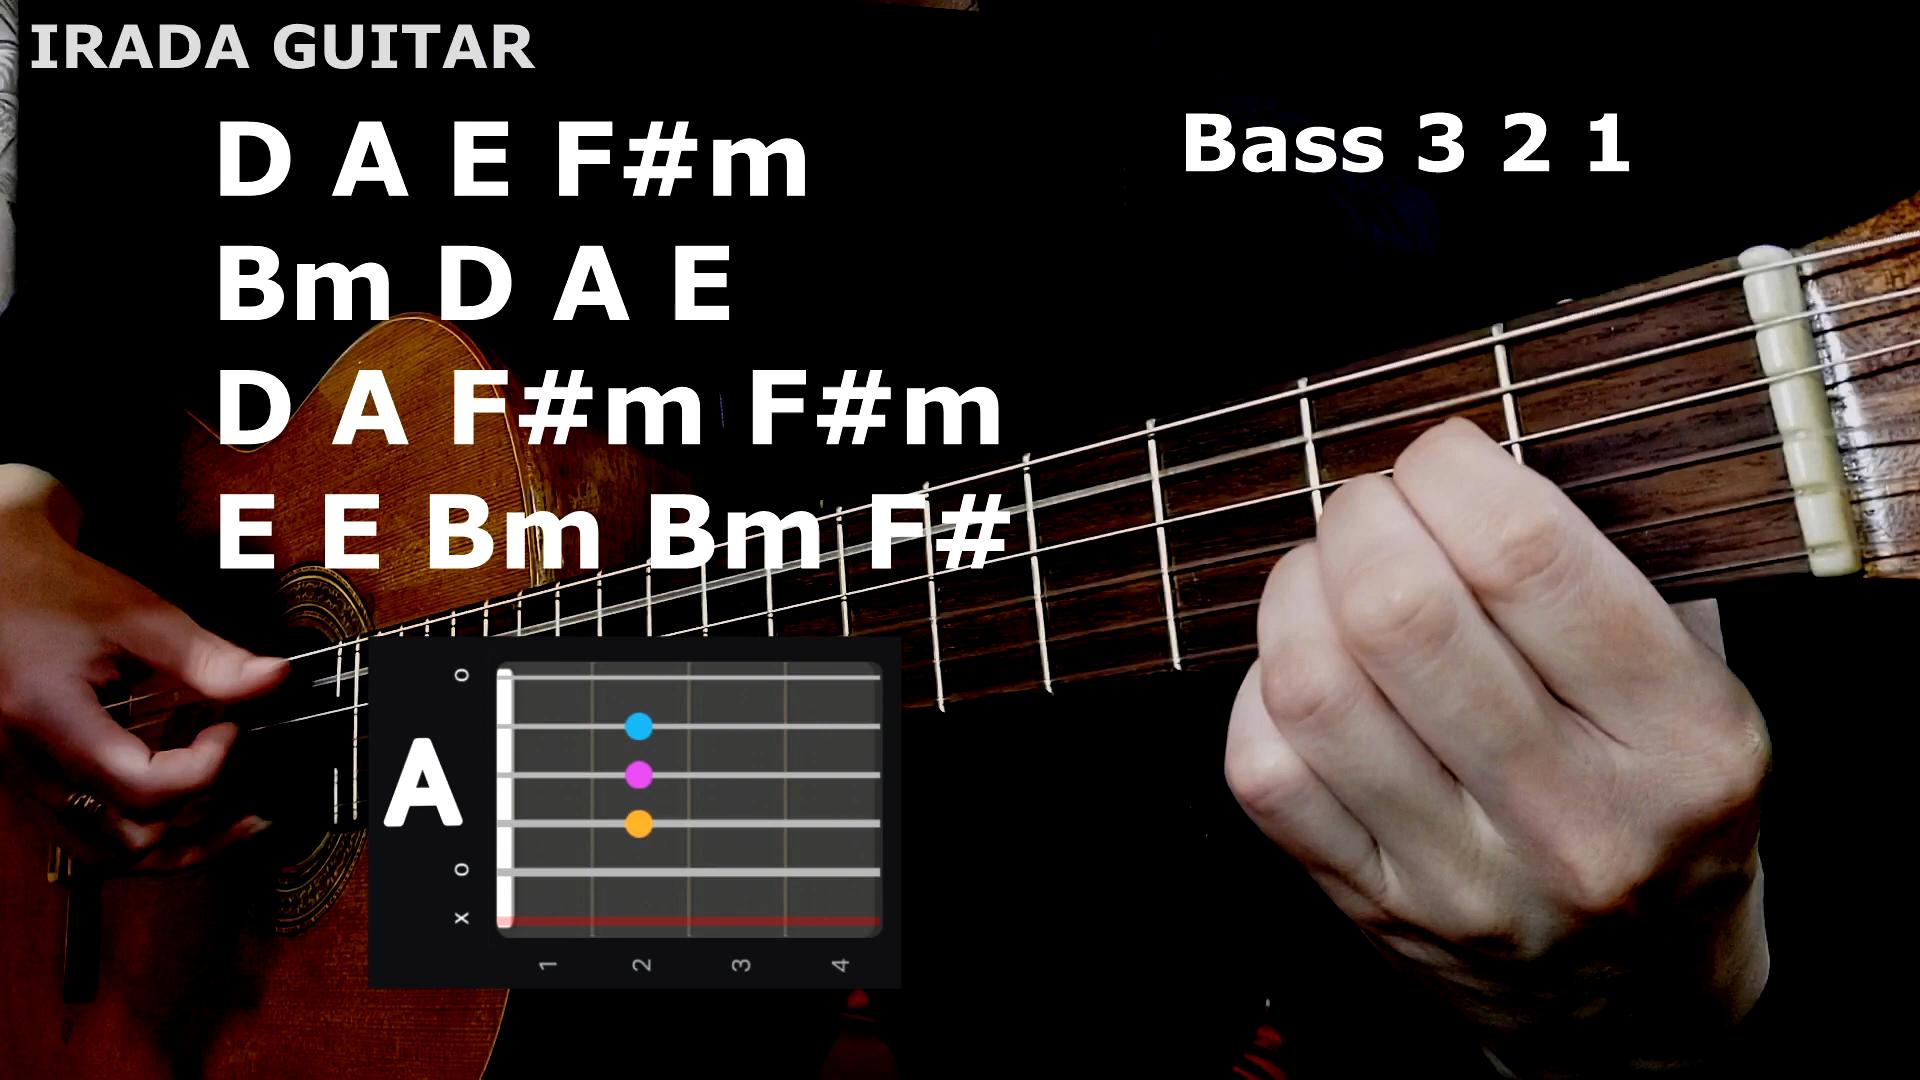 IRADA GUITAR
D A E F#m
Bass 3 2 1
Bm D A E
D A F#m F#m
E E Bm Bm F#
O
A
O
X
1 2 3 4